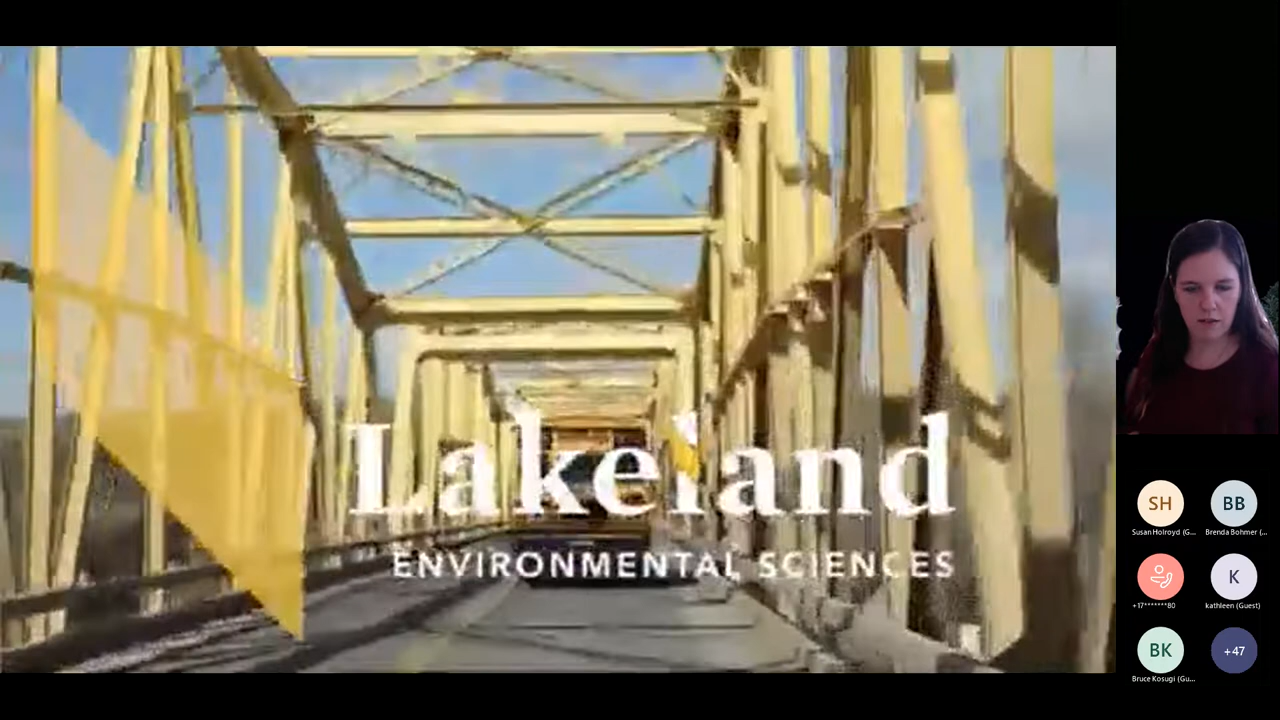 Lakeland
ENVIRONMENTAL SCIENCES
SH
BB
Susan Holroyd (G...
Brenda Bohmer (...
+17*******80
K
kathleen (Guest)
BK
+47
Bruce Kosugi (Gu...